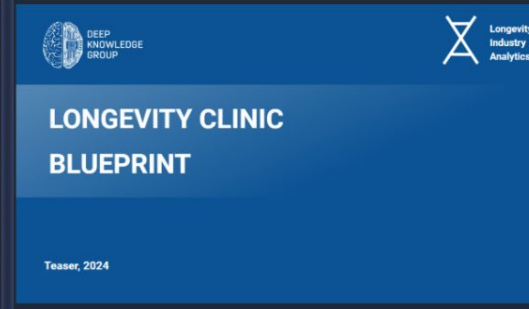 DEEP
KNOWLEDGE
GROUP
Longevity
Industry
Analytics
LONGEVITY CLINIC
BLUEPRINT
Teaser, 2024